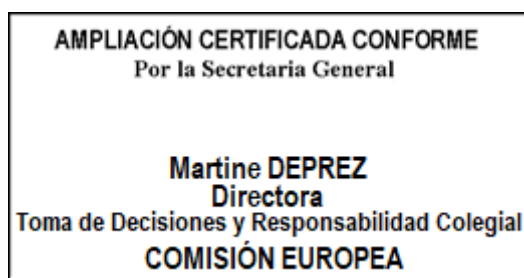 AMPLIACIÓN CERTIFICADA CONFORME
Por la Secretaria General
Martine DEPREZ
Directora
Toma de Decisiones y Responsabilidad Colegial
COMISIÓN EUROPEA